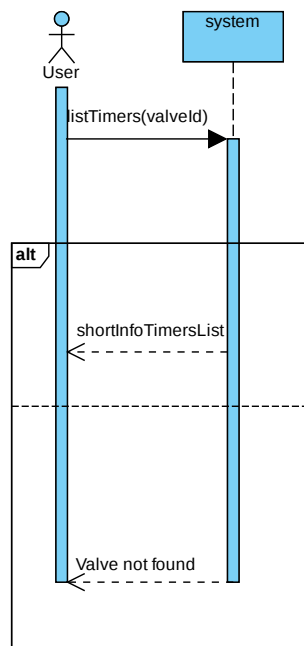 system
User
listTimers(valveId)
alt
shortInfoTimersList
Valve not found